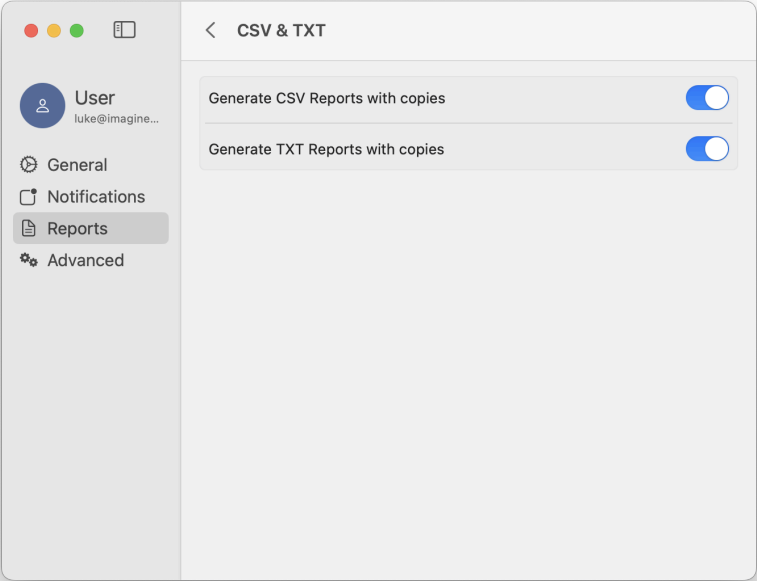 CSV & TXT
User
luke@imagine...
General
Notifications
Reports
Advanced
Generate CSV Reports with copies
Generate TXT Reports with copies